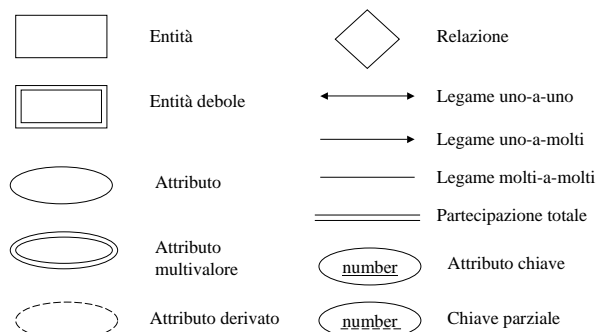 Entità
Relazione
Entità debole
Legame uno-a-uno
Legame uno-a-molti
Attributo
Legame molti-a-molti
Partecipazione totale
Attributo
multivalore
number
Attributo chiave
Attributo derivato
number
Chiave parziale